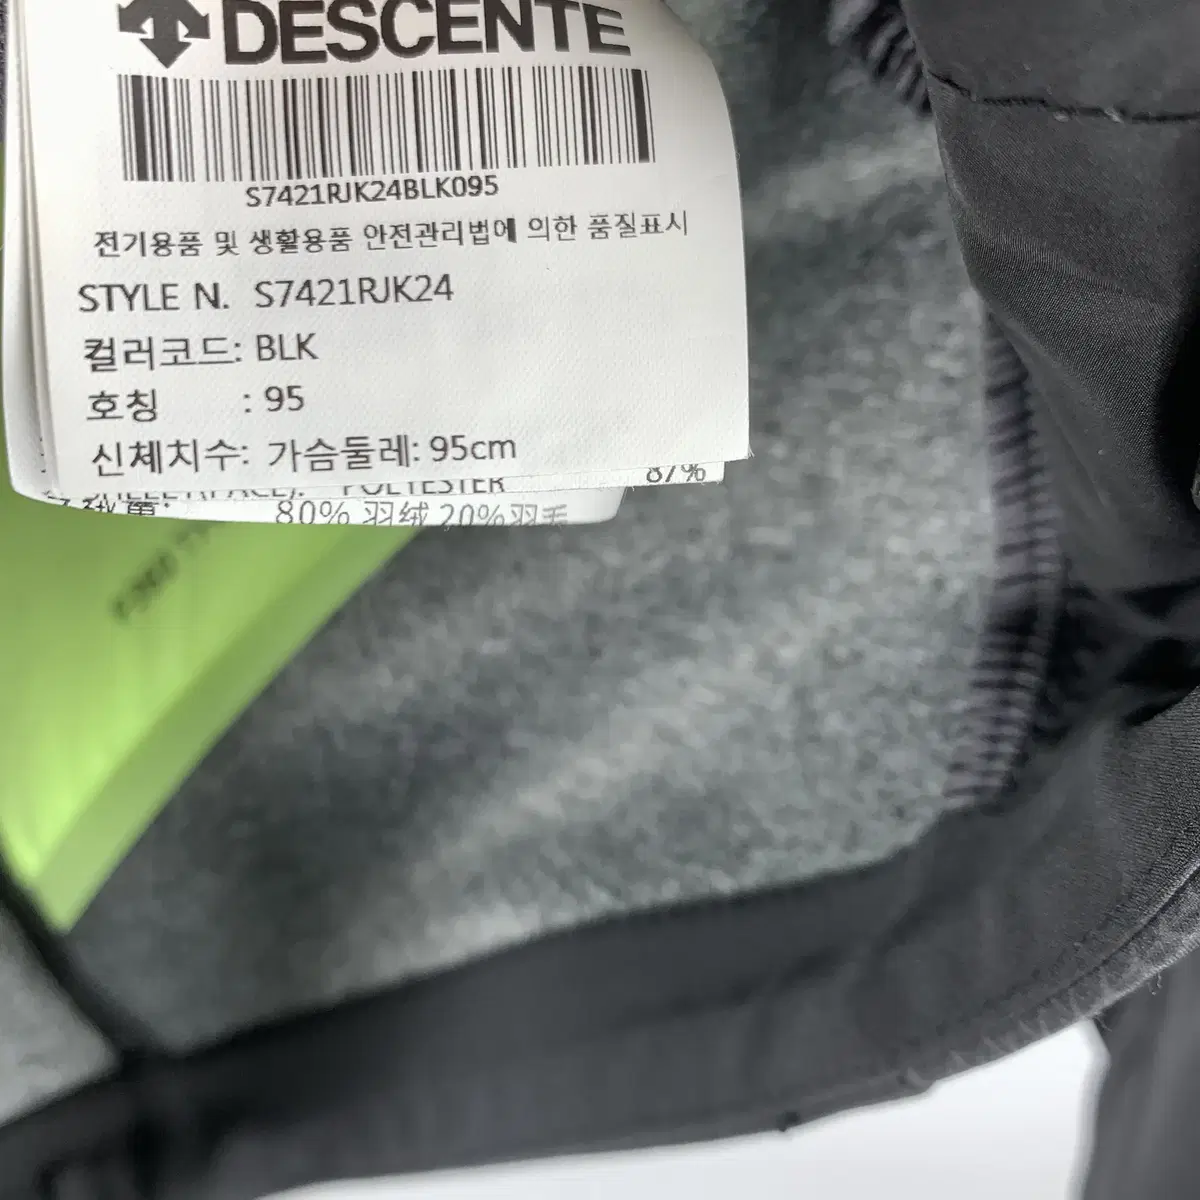 DESCENTE
S7421RJK24BLK095
전기용품 및 생활용품 안전관리법에 의한 품질표시
STYLE N. S7421RJK24
컬러코드: BLK
호칭 : 95
신체치수: 가슴둘레: 95cm
POLYESTER 87%
80% 羽绒 20%羽毛